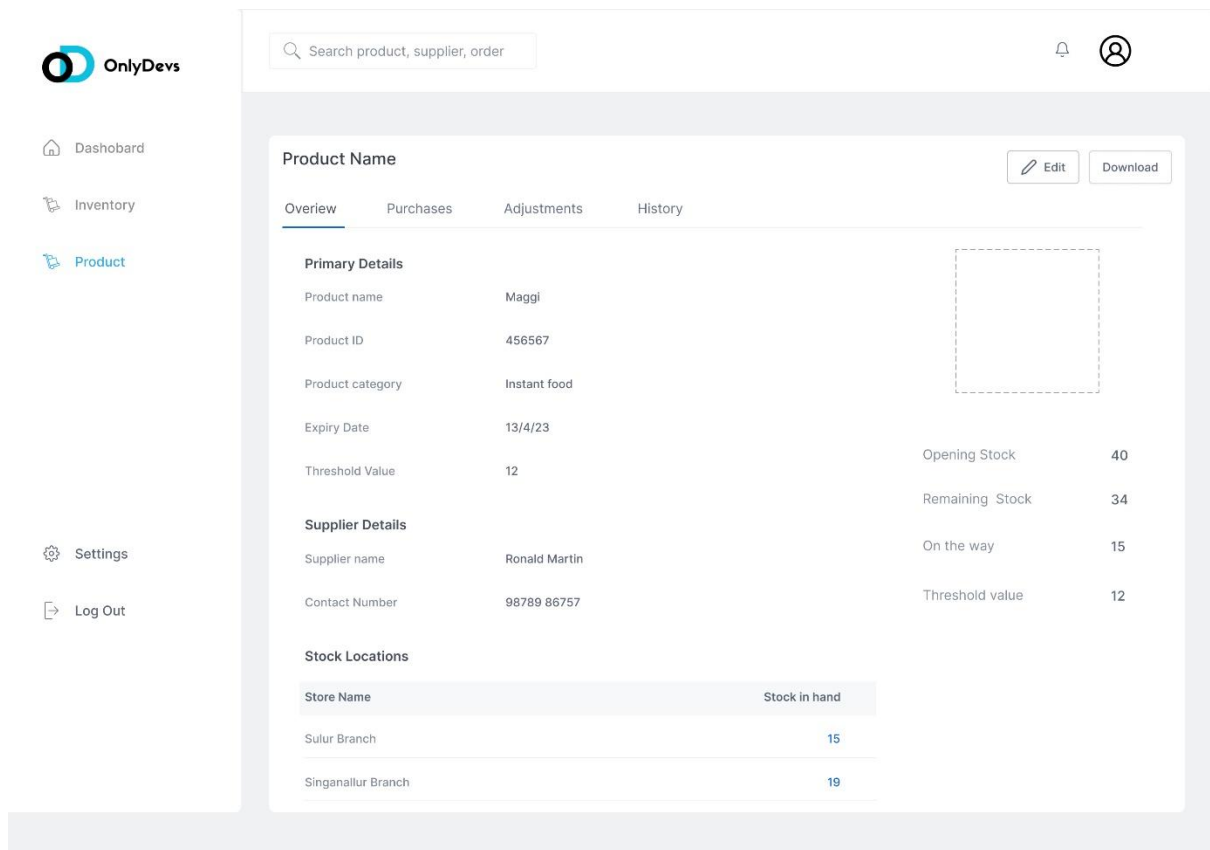 OnlyDevs
Search product, supplier, order
Dashobard
Inventory
Product
Settings
Log Out
Product Name
Edit
Download
Overiew Purchases Adjustments History
Primary Details
Product name Maggi
Product ID 456567
Product category Instant food
Expiry Date 13/4/23
Threshold Value 12
Supplier Details
Supplier name Ronald Martin
Contact Number 98789 86757
Stock Locations
Store Name Stock in hand
Sulur Branch 15
Singanallur Branch 19
Opening Stock 40
Remaining Stock 34
On the way 15
Threshold value 12